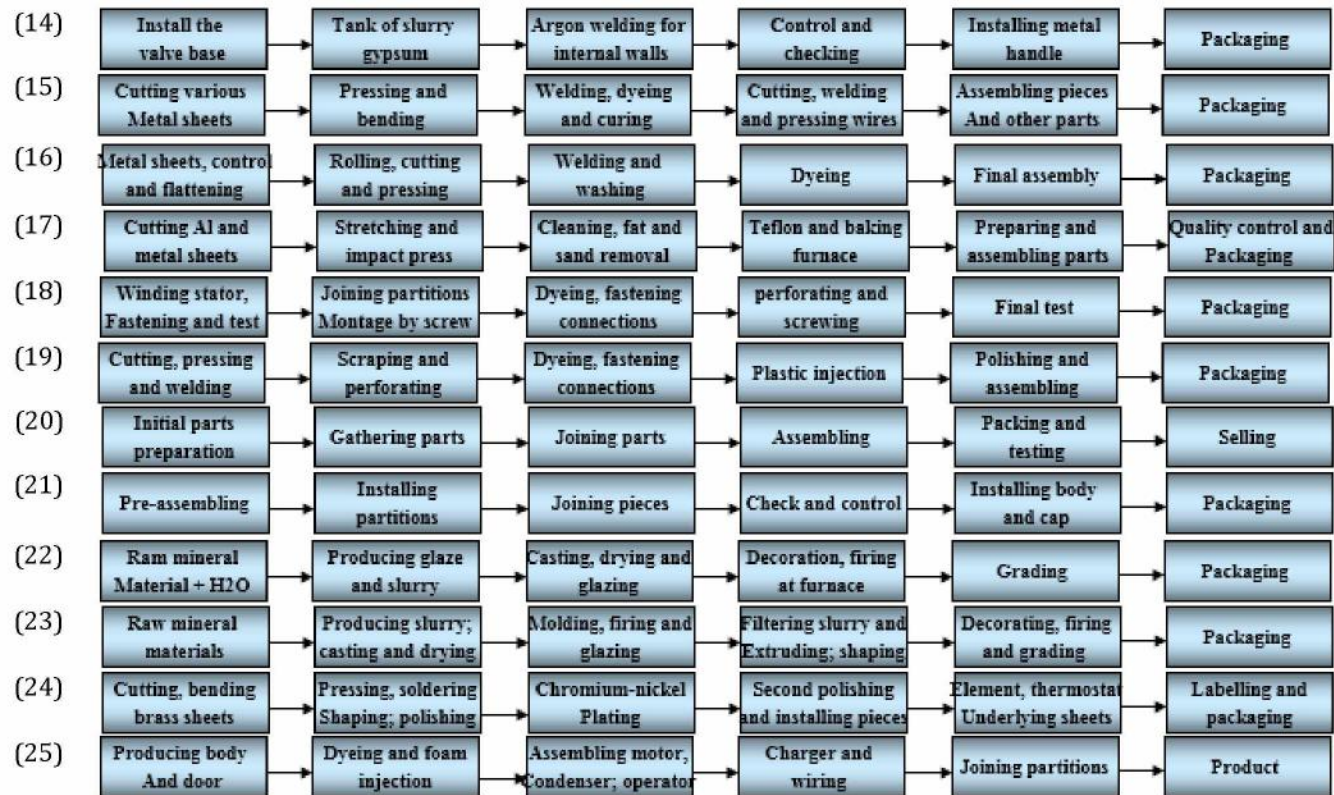 (14)
Install the
valve base
Tank of slurry
gypsum
Argon welding for
internal walls
Control and
checking
Installing metal
handle
Packaging
(15)
Cutting various
Metal sheets
Pressing and
bending
Welding, dyeing
and curing
Cutting, welding
and pressing wires
Assembling pieces
And other parts
Packaging
(16)
Metal sheets, control
and flattening
Rolling, cutting
and pressing
Welding and
washing
Dyeing
Final assembly
Packaging
(17)
Cutting Al and
metal sheets
Stretching and
impact press
Cleaning, fat and
sand removal
Teflon and baking
furnace
Preparing and
assembling parts
Quality control and
Packaging
(18)
Winding stator,
Fastening and test
Joining partitions
Montage by screw
Dyeing, fastening
connections
perforating and
screwing
Final test
Packaging
(19)
Cutting, pressing
and welding
Scraping and
perforating
Dyeing, fastening
connections
Plastic injection
Polishing and
assembling
Packaging
(20)
Initial parts
preparation
Gathering parts
Joining parts
Assembling
Packing and
testing
Selling
(21)
Pre-assembling
Installing
partitions
Joining pieces
Check and control
Installing body
and cap
Packaging
(22)
Ram mineral
Material + H2O
Producing glaze
and slurry
Casting, drying and
glazing
Decoration, firing
at furnace
Grading
Packaging
(23)
Raw mineral
materials
Producing slurry;
casting and drying
Molding, firing and
glazing
Filtering slurry and
Extruding; shaping
Decorating, firing
and grading
Packaging
(24)
Cutting, bending
brass sheets
Pressing, soldering
Shaping; polishing
Chromium-nickel
Plating
Second polishing
and installing pieces
Element, thermostat
Underlying sheets
Labelling and
packaging
(25)
Producing body
And door
Dyeing and foam
injection
Assembling motor,
Condenser; operator
Charger and
wiring
Joining partitions
Product